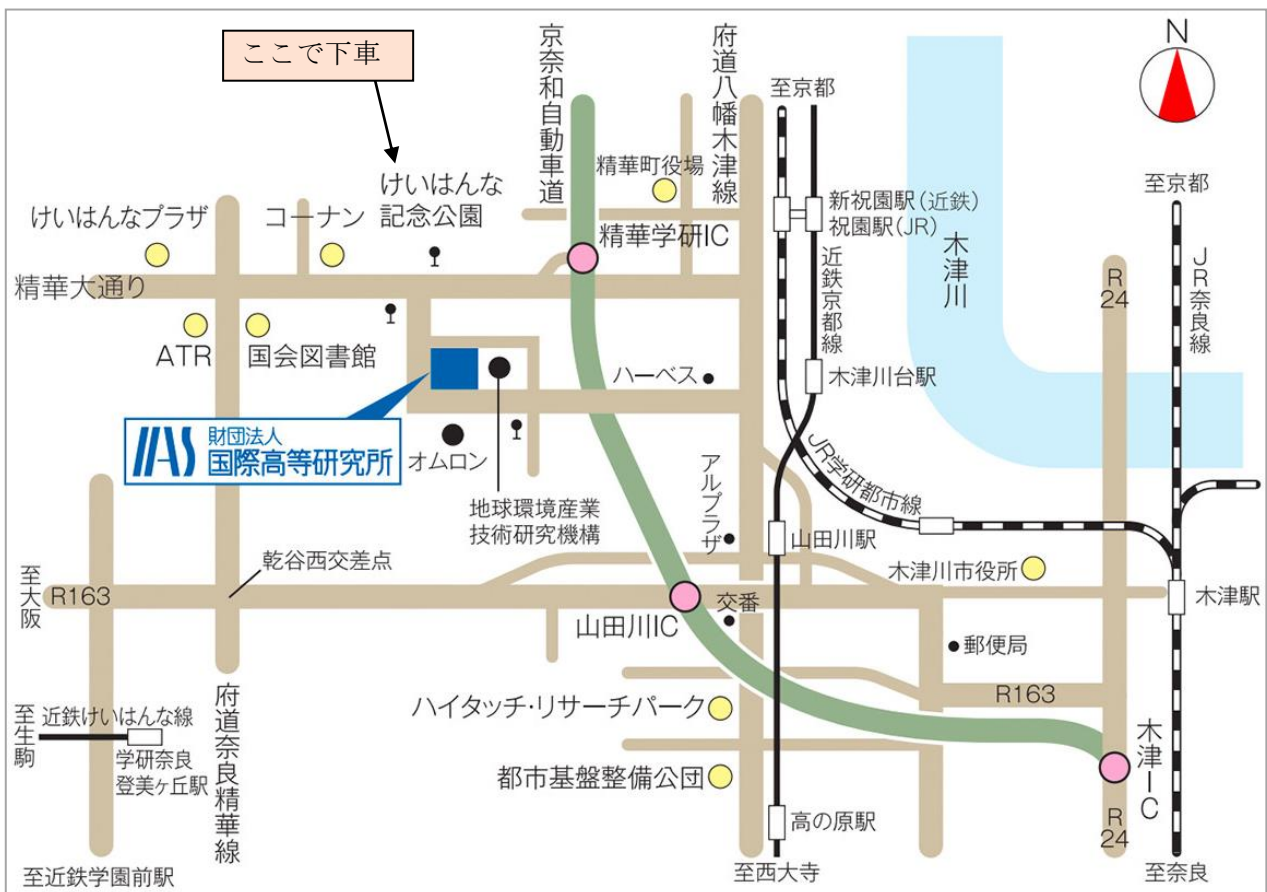 ここで下車
京奈和自動車道
府道八幡木津線
N
至京都
至京都
精華町役場
けいはんな
記念公園
けいはんなプラザ
コーナン
新祝園駅(近鉄)
祝園駅(JR)
精華学研IC
木津川
近鉄京都線
JR奈良線
精華大通り
R
24
ATR
国会図書館
ハーベス
木津川台駅
IIAS
財団法人
国際高等研究所
オムロン
JR学研都市線
アルプラザ
地球環境産業
技術研究機構
山田川駅
乾谷西交差点
木津川市役所
至大阪
R163
交番
木津駅
山田川IC
郵便局
R163
ハイタッチ・リサーチパーク
至生駒
近鉄けいはんな線
学研奈良
登美ヶ丘駅
府道奈良精華線
都市基盤整備公団
木津IC
高の原駅
R
24
至近鉄学園前駅
至西大寺
至奈良